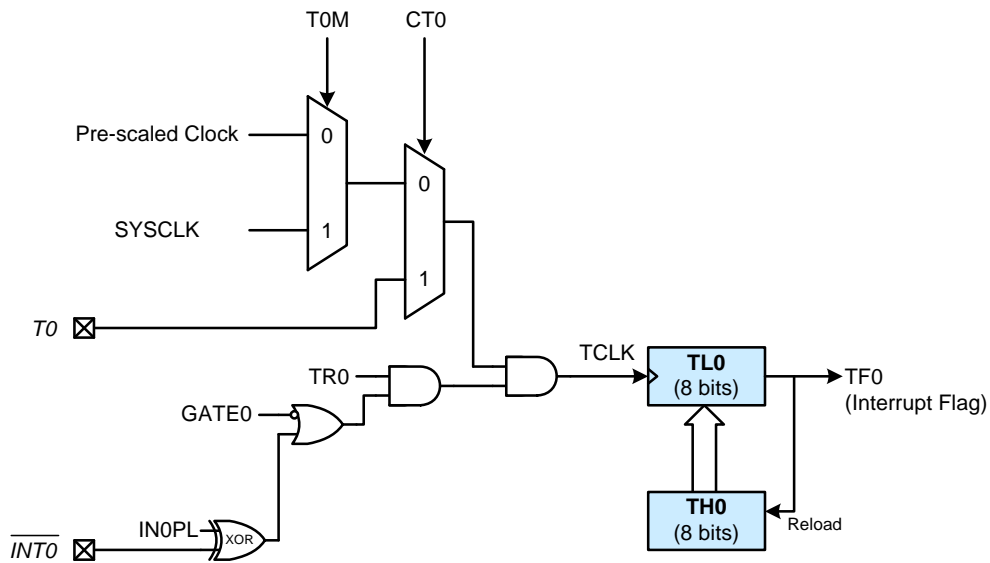 T0M
CT0
Pre-scaled Clock
0
SYSCLK
1
0
1
T0
TR0
GATE0
IN0PL
XOR
INT0
TCLK
TL0
(8 bits)
TF0
(Interrupt Flag)
TH0
(8 bits)
Reload